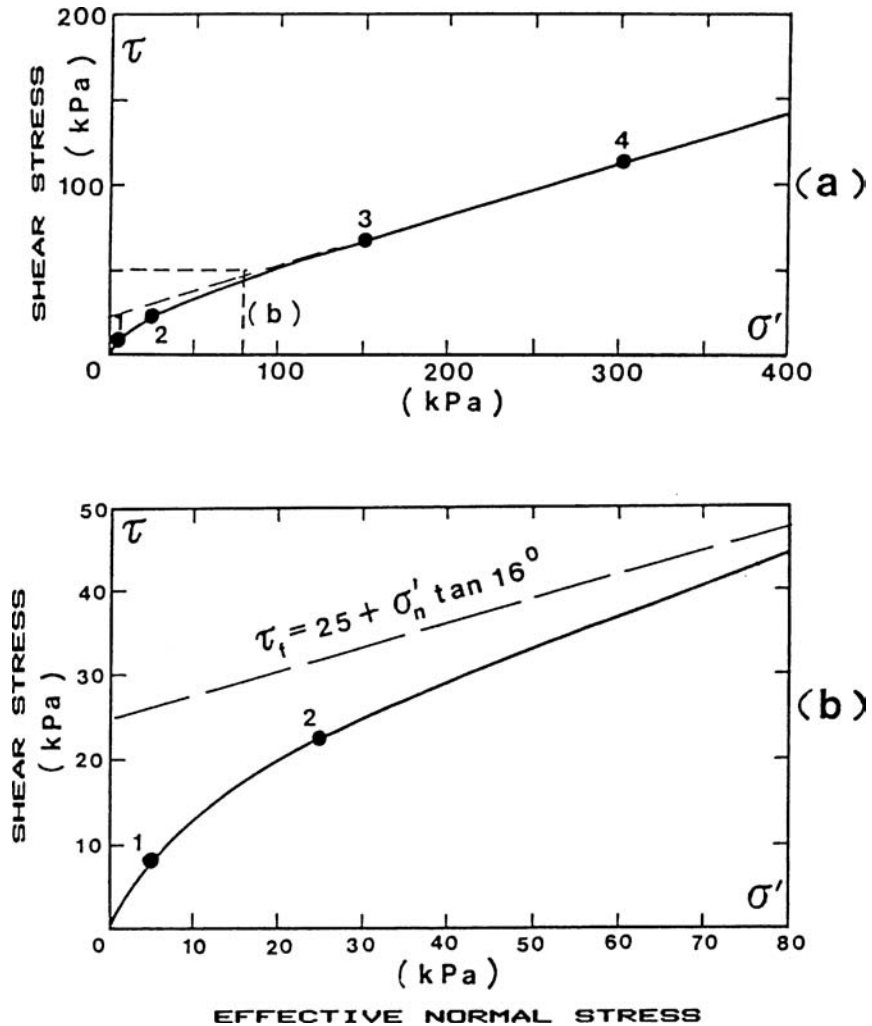 200
τ
SHEAR STRESS
(kPa)
100
0
1
2
3
4
(b)
(a)
σ′
0 100 200 300 400
(kPa)
50
τ
40
30
20
10
SHEAR STRESS
(kPa)
τf = 25 + σ′n tan 16°
1
2
(b)
σ′
0 10 20 30 40 50 60 70 80
(kPa)
EFFECTIVE NORMAL STRESS